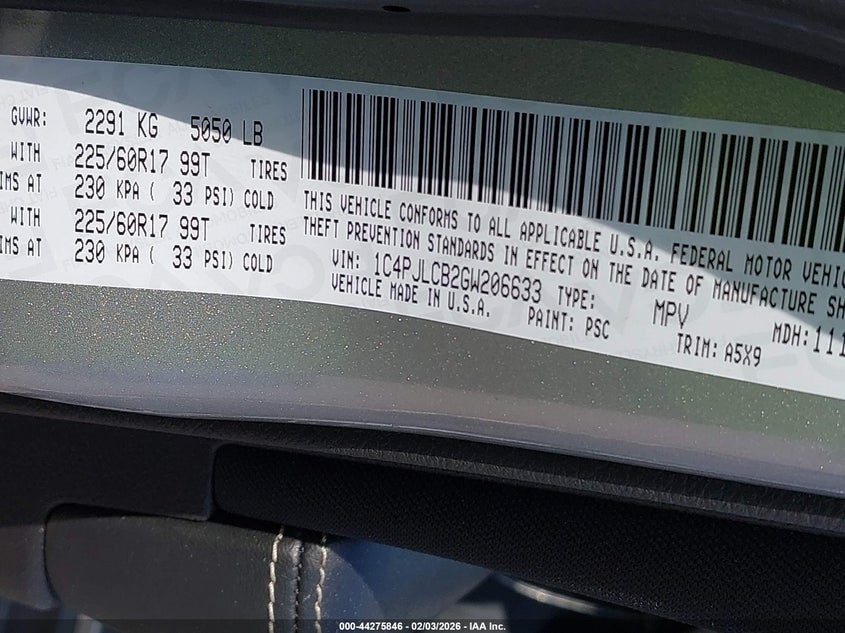 GVWR: 2291 KG 5050 LB
WITH 225/60R17 99T TIRES
IMS AT 230 KPA ( 33 PSI) COLD
WITH 225/60R17 99T TIRES
IMS AT 230 KPA ( 33 PSI) COLD
THIS VEHICLE CONFORMS TO ALL APPLICABLE U.S.A. FEDERAL MOTOR VEHIC
THEFT PREVENTION STANDARDS IN EFFECT ON THE DATE OF MANUFACTURE SH
VIN: 1C4PJLCB2GW206633 TYPE: MPV MDH: 111
VEHICLE MADE IN U.S.A. PAINT: PSC TRIM: A5X9
000-44275846 - 02/03/2026 - IAA Inc.